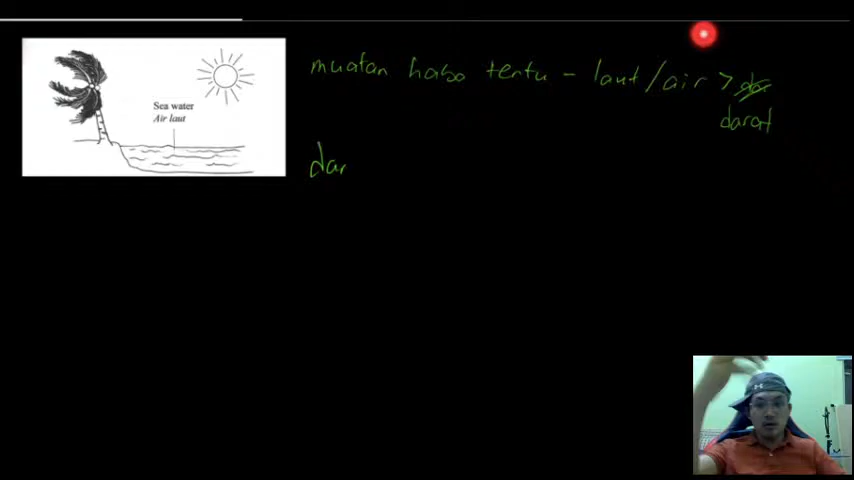 Sea water
Air laut
muatan haba tentu - laut/air >
darat
dar